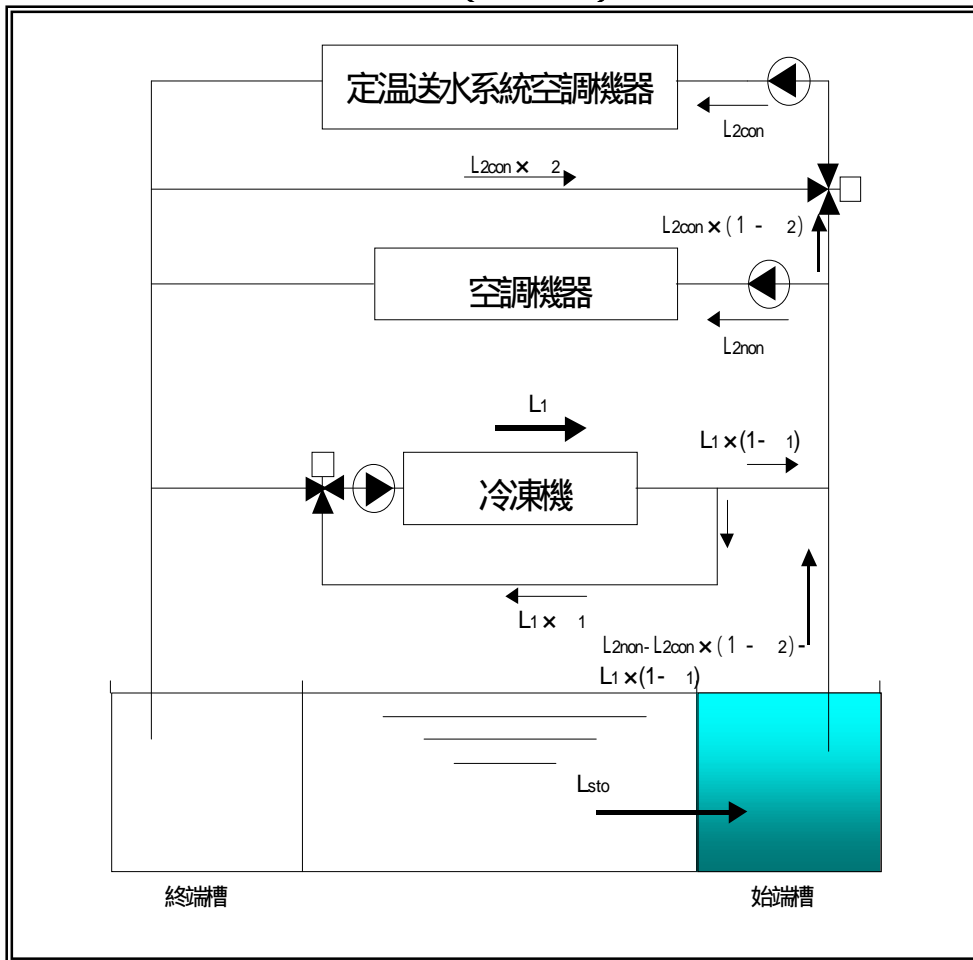 定温送水系統空調機器
L2con
L2con× 2
L2con×(1- 2)
空調機器
L2non
L1
L1×(1- 1)
冷凍機
L1× 1
L2non-L2con×(1- 2)-
L1×(1- 1)
Lsto
終端槽
始端槽